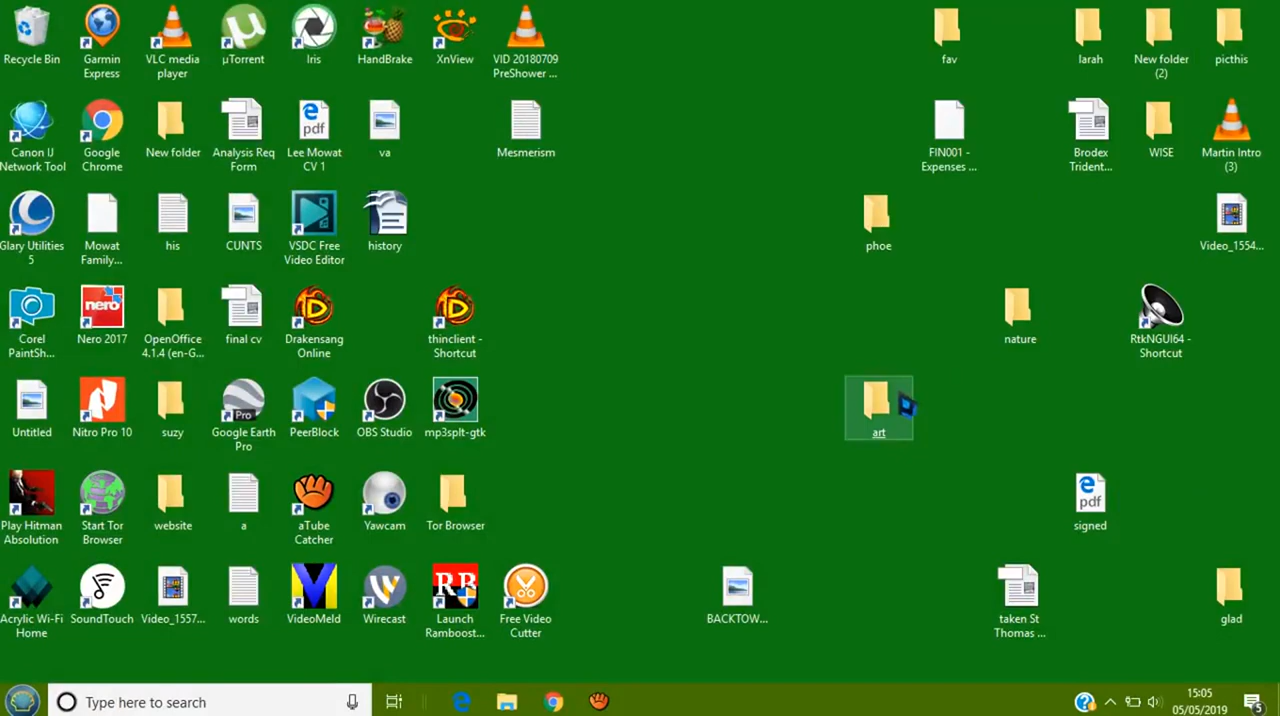 Recycle Bin
Garmin
Express
VLC media
player
µTorrent
Iris
HandBrake
XnView
VID 20180709
PreShower ...
fav
larah
New folder
(2)
picthis
Canon IJ
Network Tool
Google
Chrome
New folder
Analysis Req
Form
pdf
Lee Mowat
CV 1
va
Mesmerism
FIN001 -
Expenses ...
Brodex
Trident...
WISE
Martin Intro
(3)
Glary Utilities
5
Mowat
Family...
his
CUNTS
VSDC Free
Video Editor
history
phoe
Video_1554...
Corel
PaintSh...
nero
Nero 2017
OpenOffice
4.1.4 (en-G...
final cv
Drakensang
Online
thinclient -
Shortcut
nature
RtkNGUI64 -
Shortcut
Untitled
Nitro Pro 10
suzy
Pro
Google Earth
Pro
PeerBlock
OBS Studio
mp3splt-gtk
art
Play Hitman
Absolution
Start Tor
Browser
website
a
aTube
Catcher
Yawcam
Tor Browser
pdf
signed
Acrylic Wi-Fi
Home
SoundTouch
Video_1557...
words
VideoMeld
Wirecast
RB
Launch
Ramboost...
Free Video
Cutter
BACKTOW...
taken St
Thomas ...
glad
Type here to search
15:05
05/05/2019
5